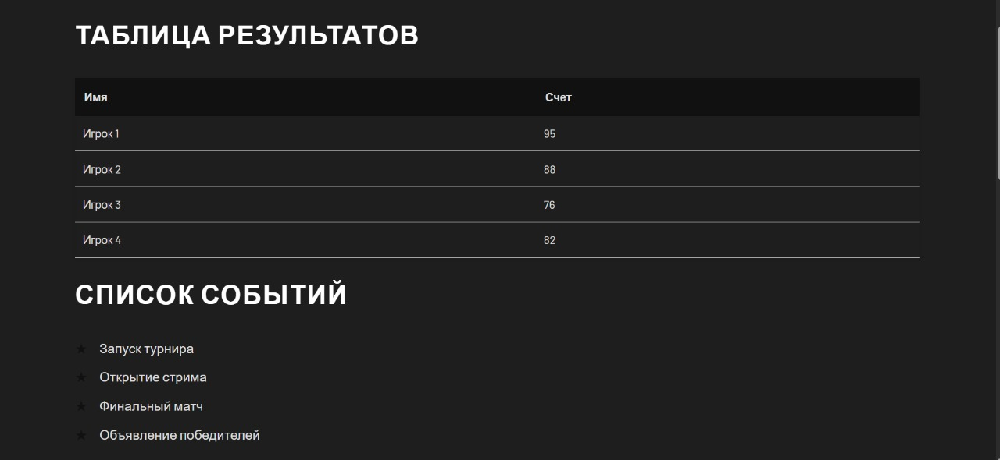 ТАБЛИЦА РЕЗУЛЬТАТОВ
Имя Счет
Игрок 1 95
Игрок 2 88
Игрок 3 76
Игрок 4 82
СПИСОК СОБЫТИЙ
★ Запуск турнира
★ Открытие стрима
★ Финальный матч
★ Объявление победителей